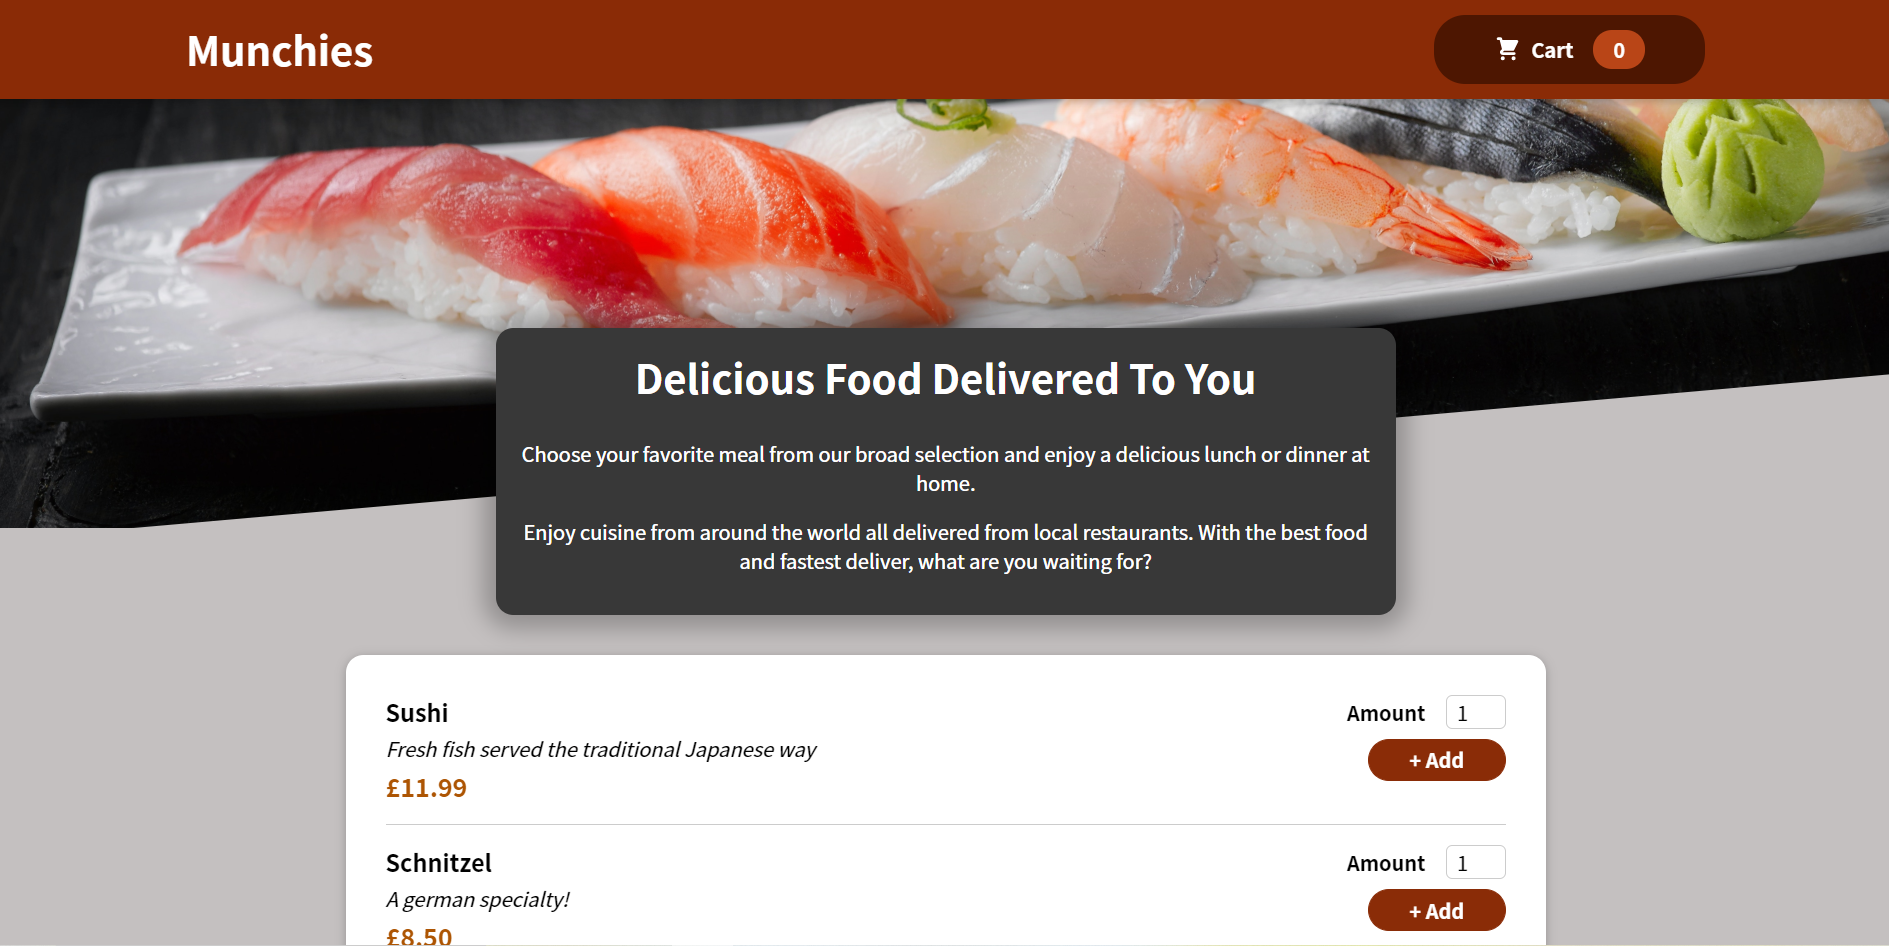 Munchies
Cart 0
Delicious Food Delivered To You
Choose your favorite meal from our broad selection and enjoy a delicious lunch or dinner at
home.
Enjoy cuisine from around the world all delivered from local restaurants. With the best food
and fastest deliver, what are you waiting for?
Sushi
Amount 1
Fresh fish served the traditional Japanese way
+ Add
£11.99
Schnitzel
Amount 1
A german specialty!
+ Add
£8.50